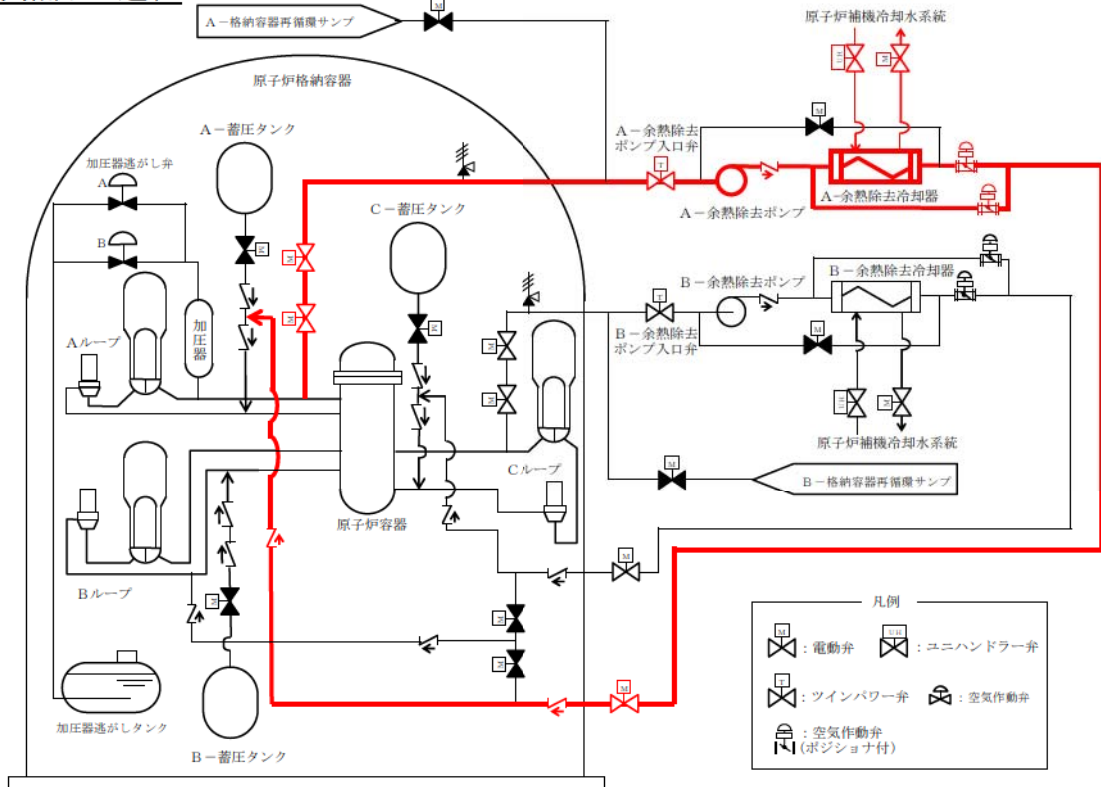 A－格納容器再循環サンプ
M
原子炉補機冷却水系統
原子炉格納容器
UH
M
A－蓄圧タンク
A－余熱除去
ポンプ入口弁
M
加圧器逃がし弁
A
T
A－余熱除去冷却器
A－余熱除去ポンプ
C－蓄圧タンク
B
M
M
B－余熱除去ポンプ
B－余熱除去冷却器
M
T
加圧器
Aループ
M
M
B－余熱除去
ポンプ入口弁
M
M
UH
M
原子炉補機冷却水系統
Cループ
M
B－格納容器再循環サンプ
原子炉容器
M
Bループ
M
M
M
M
加圧器逃がしタンク
B－蓄圧タンク
凡例
M
：電動弁
UH
：ユニハンドラー弁
T
：ツインパワー弁
：空気作動弁
：空気作動弁
(ポジショナ付)